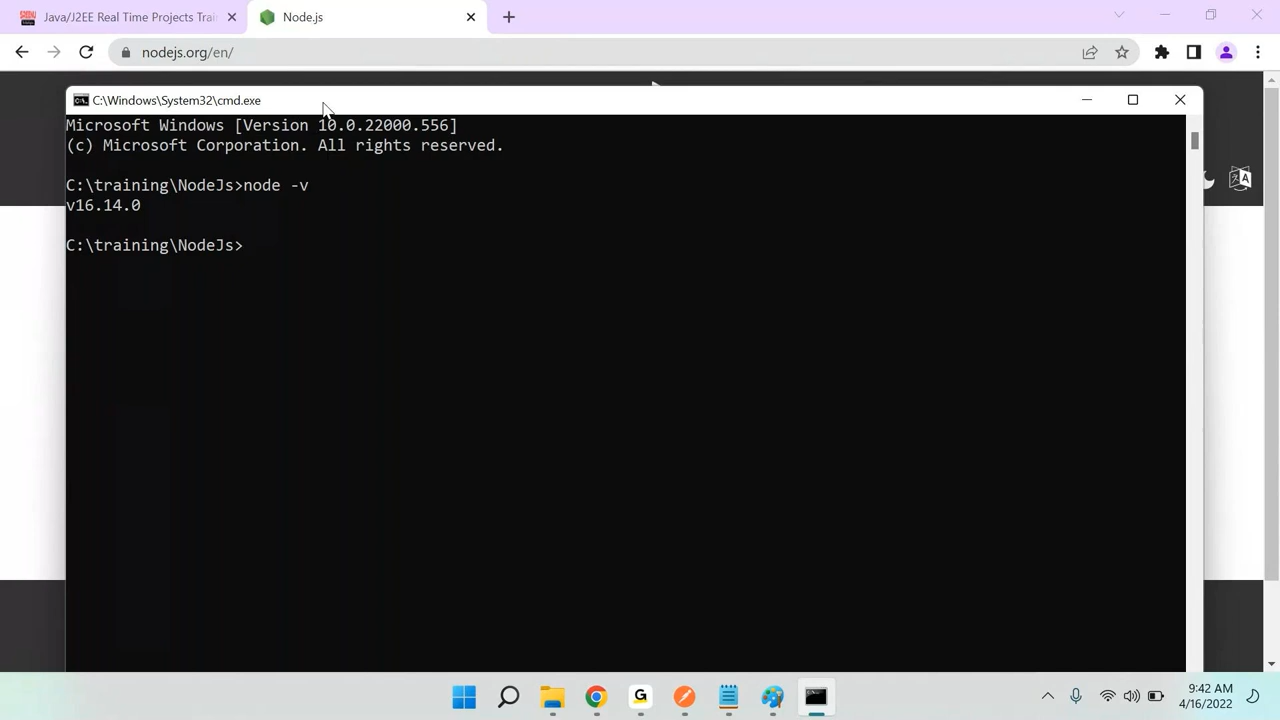 Java/J2EE Real Time Projects Trai
Node.js
nodejs.org/en/
C:\Windows\System32\cmd.exe
Microsoft Windows [Version 10.0.22000.556]
(c) Microsoft Corporation. All rights reserved.
C:\training\NodeJs>node -v
v16.14.0
C:\training\NodeJs>
G
9:42 AM
4/16/2022